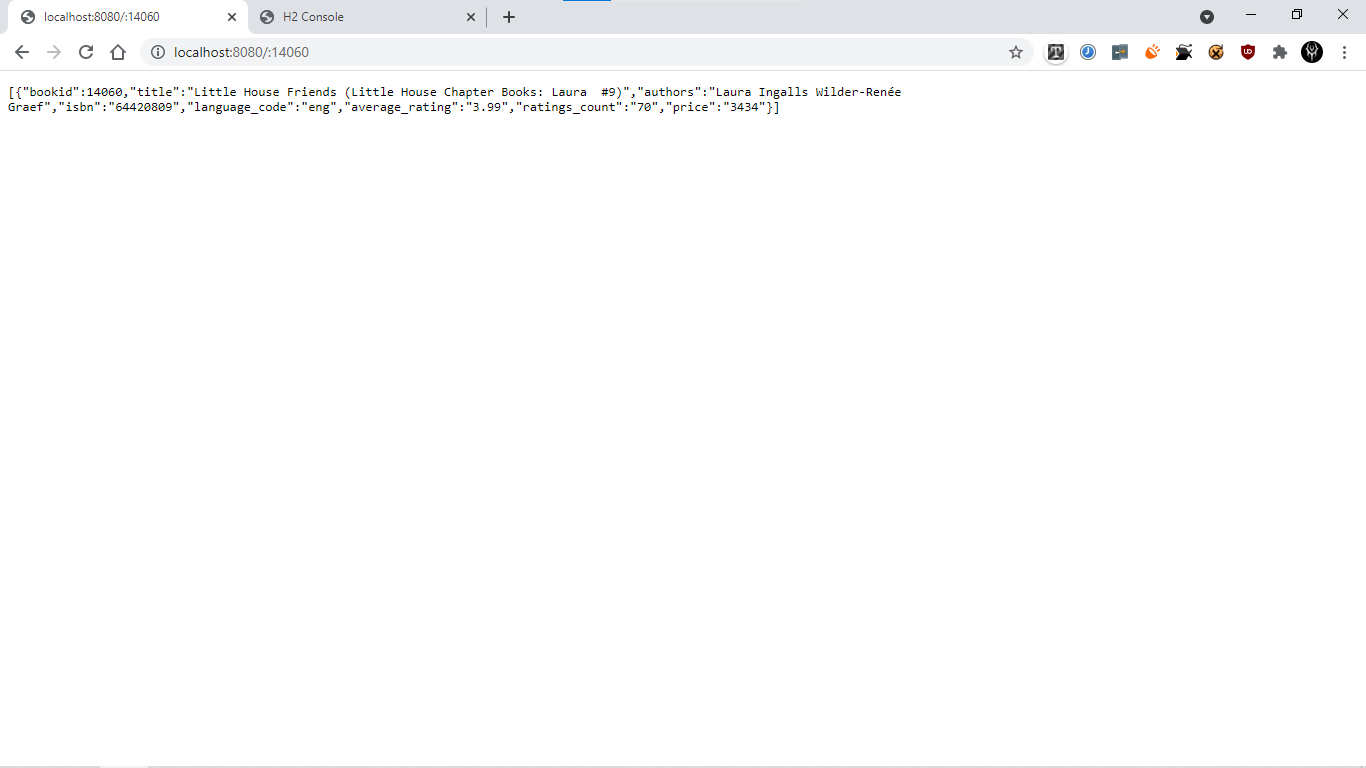 localhost:8080/:14060
H2 Console
localhost:8080/:14060
[{"bookid":14060,"title":"Little House Friends (Little House Chapter Books: Laura  #9)","authors":"Laura Ingalls Wilder-Renée
Graef","isbn":"64420809","language_code":"eng","average_rating":"3.99","ratings_count":"70","price":"3434"}]